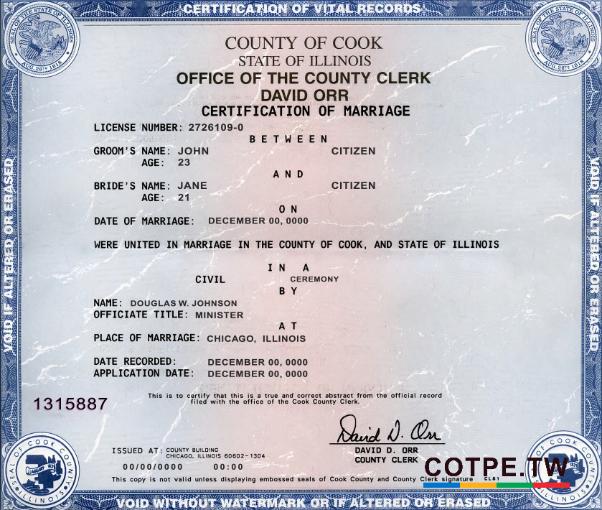 CERTIFICATION OF VITAL RECORDS
COUNTY OF COOK
STATE OF ILLINOIS
OFFICE OF THE COUNTY CLERK
DAVID ORR
CERTIFICATION OF MARRIAGE
LICENSE NUMBER: 2726109-0
BETWEEN
GROOM'S NAME: JOHN CITIZEN
AGE: 23
AND
BRIDE'S NAME: JANE CITIZEN
AGE: 21
ON
DATE OF MARRIAGE: DECEMBER 00, 0000
WERE UNITED IN MARRIAGE IN THE COUNTY OF COOK, AND STATE OF ILLINOIS
IN A
CIVIL CEREMONY
BY
NAME: DOUGLAS W. JOHNSON
OFFICIATE TITLE: MINISTER
AT
PLACE OF MARRIAGE: CHICAGO, ILLINOIS
DATE RECORDED: DECEMBER 00, 0000
APPLICATION DATE: DECEMBER 00, 0000
This is to certify that this is a true and correct abstract from the official record
filed with the office of the Cook County Clerk.
1315887
David D. Orr
ISSUED AT: COUNTY BUILDING
CHICAGO, ILLINOIS 60602-1304
DAVID D. ORR
COUNTY CLERK
00/00/0000 00:00
COTPE.TW
This copy is not valid unless displaying embossed seals of Cook County and County Clerk signature
VOID IF ALTERED OR ERASED
VOID IF ALTERED OR ERASED
VOID WITHOUT WATERMARK OR IF ALTERED OR ERASED